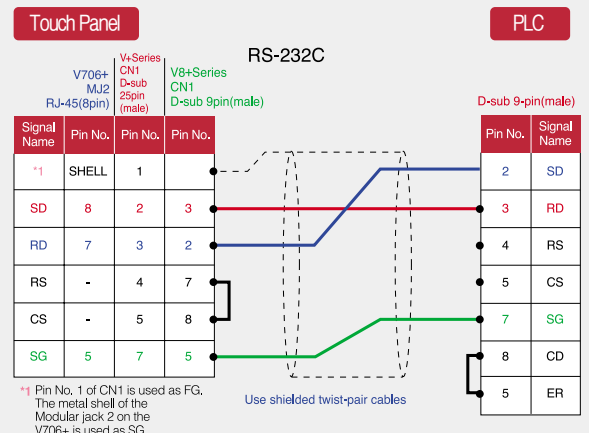 Touch Panel
PLC
RS-232C
V706+
MJ2
RJ-45(8pin)
V+Series
CN1
D-sub
25pin
(male)
V8+Series
CN1
D-sub 9pin(male)
D-sub 9-pin(male)
Signal Name Pin No. Pin No. Pin No.
*1 SHELL 1
SD 8 2 3
RD 7 3 2
RS - 4 7
CS - 5 8
SG 5 7 5
Pin No. Signal Name
2 SD
3 RD
4 RS
5 CS
7 SG
8 CD
5 ER
*1 Pin No. 1 of CN1 is used as FG.
The metal shell of the
Modular jack 2 on the
V706+ is used as SG.
Use shielded twist-pair cables